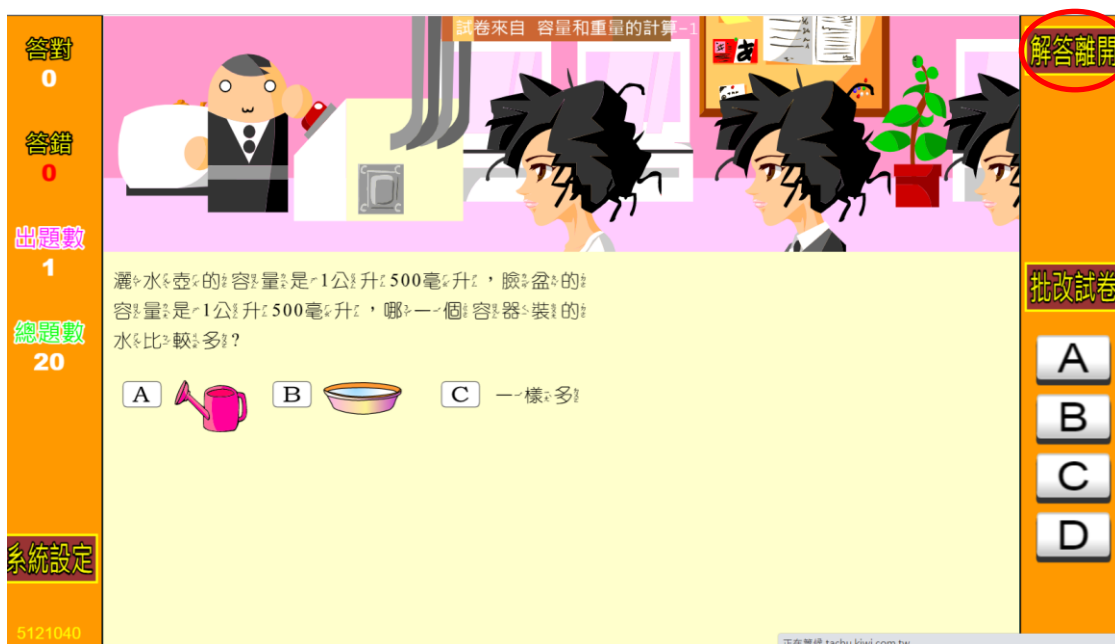 試卷來自 容量和重量的計算-1
答對
0
答錯
0
出題數
1
總題數
20
系統設定
5121040
灑水壺的容量是1公升500毫升，臉盆的
容量是1公升500毫升，哪一個容器裝的
水比較多？
A
B
C 一樣多
解答離開
批改試卷
A
B
C
D
あ